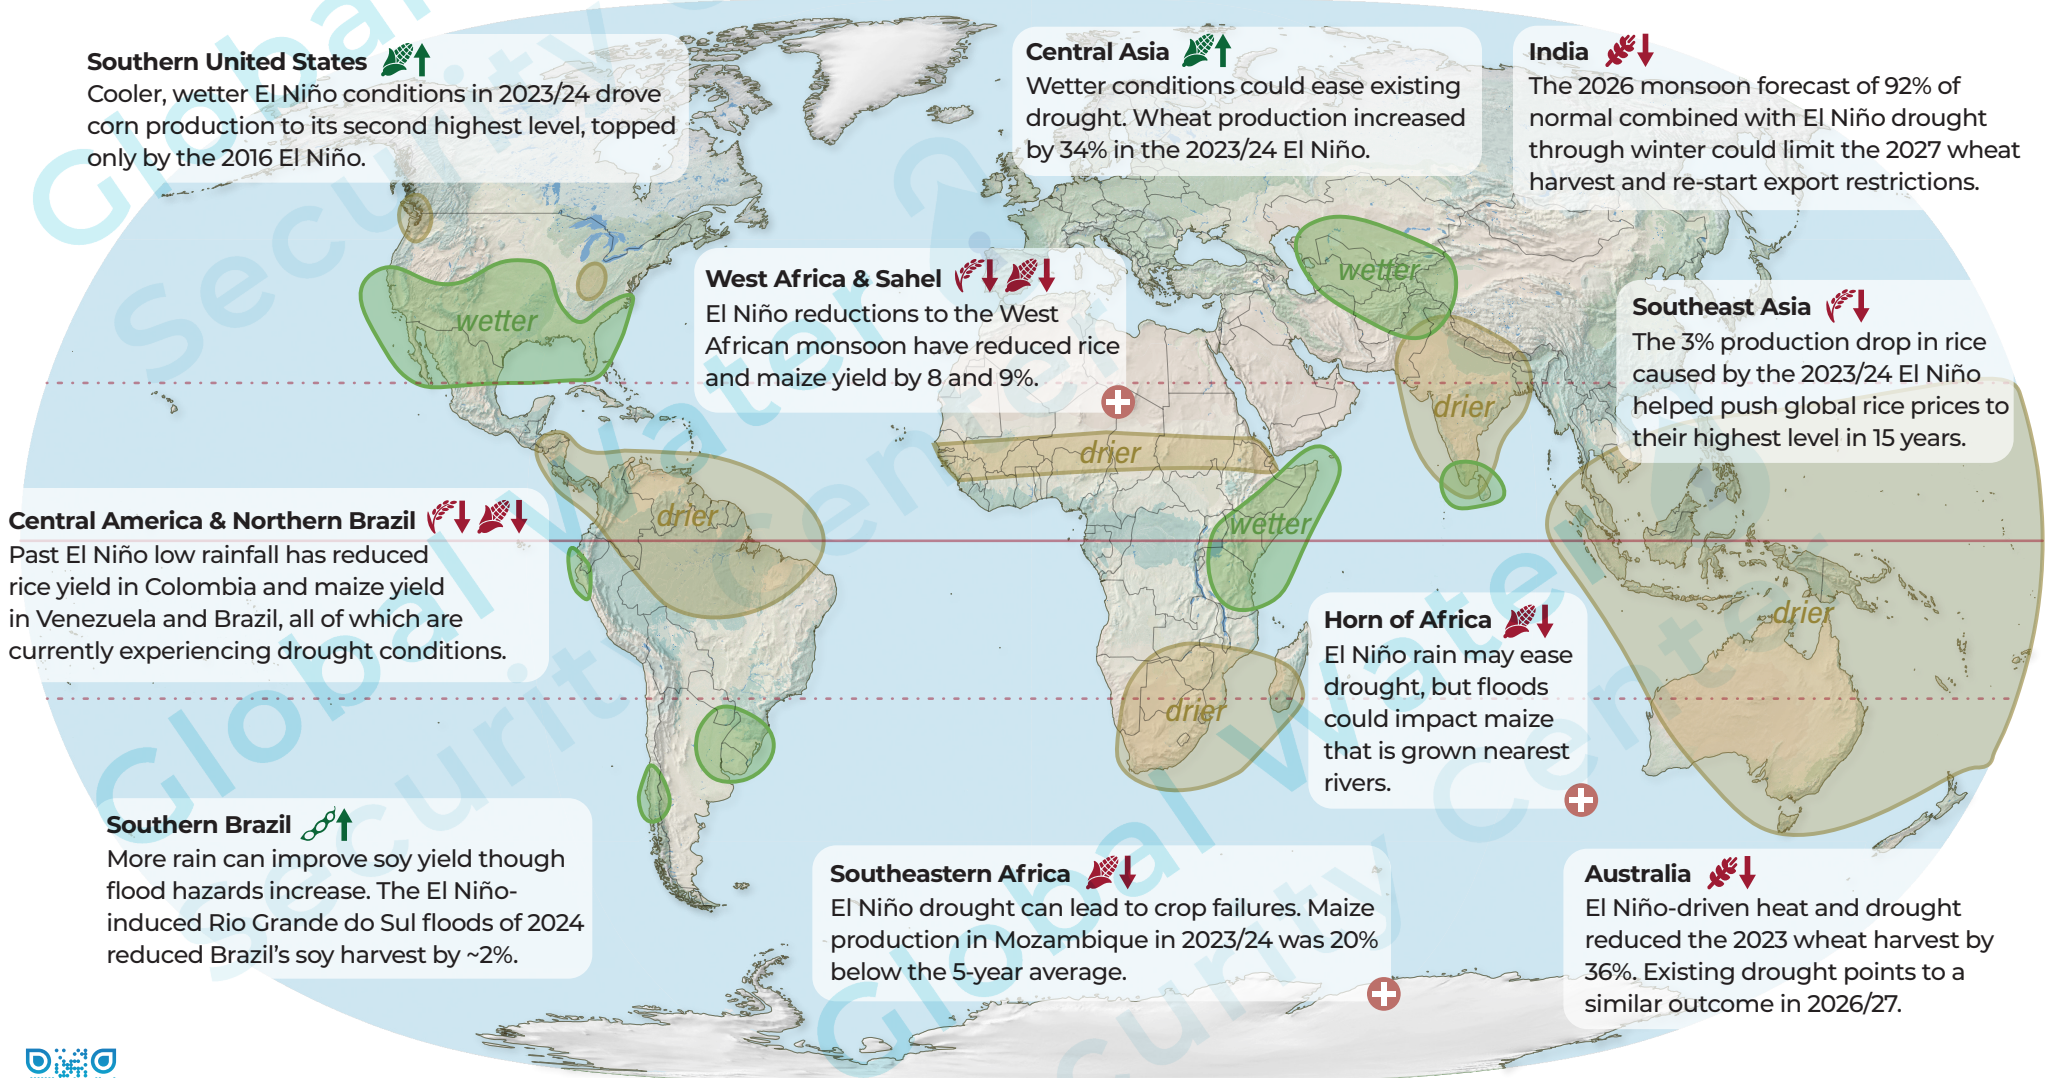 Southern United States
Cooler, wetter El Niño conditions in 2023/24 drove
corn production to its second highest level, topped
only by the 2016 El Niño.
Central Asia
Wetter conditions could ease existing
drought. Wheat production increased
by 34% in the 2023/24 El Niño.
India
The 2026 monsoon forecast of 92% of
normal combined with El Niño drought
through winter could limit the 2027 wheat
harvest and re-start export restrictions.
West Africa & Sahel
El Niño reductions to the West
African monsoon have reduced rice
and maize yield by 8 and 9%.
Southeast Asia
The 3% production drop in rice
caused by the 2023/24 El Niño
helped push global rice prices to
their highest level in 15 years.
wetter
wetter
drier
drier
drier
wetter
drier
drier
Central America & Northern Brazil
Past El Niño low rainfall has reduced
rice yield in Colombia and maize yield
in Venezuela and Brazil, all of which are
currently experiencing drought conditions.
Horn of Africa
El Niño rain may ease
drought, but floods
could impact maize
that is grown nearest
rivers.
Southern Brazil
More rain can improve soy yield though
flood hazards increase. The El Niño-
induced Rio Grande do Sul floods of 2024
reduced Brazil's soy harvest by ~2%.
Southeastern Africa
El Niño drought can lead to crop failures. Maize
production in Mozambique in 2023/24 was 20%
below the 5-year average.
Australia
El Niño-driven heat and drought
reduced the 2023 wheat harvest by
36%. Existing drought points to a
similar outcome in 2026/27.
Global Water
Security Center
Global Water
Security Center
Global Water
Security Center